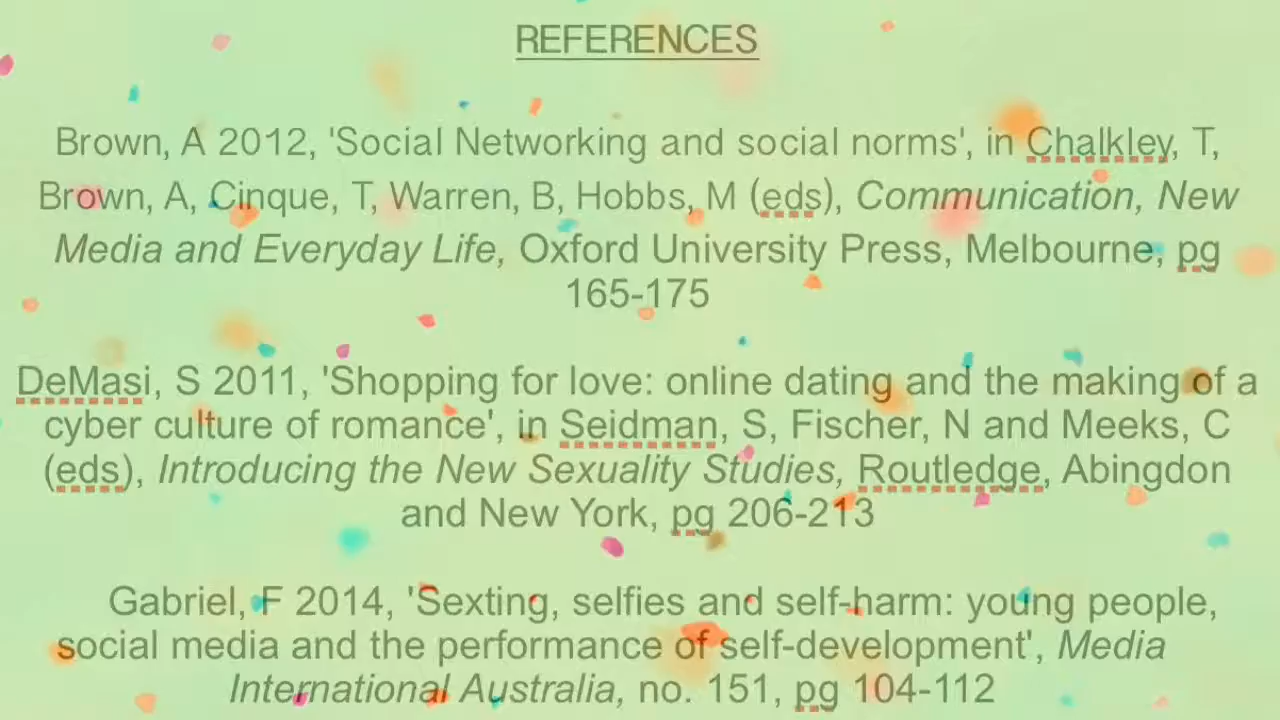 REFERENCES
Brown, A 2012, 'Social Networking and social norms', in Chalkley, T,
Brown, A, Cinque, T, Warren, B, Hobbs, M (eds), Communication, New
Media and Everyday Life, Oxford University Press, Melbourne, pg
165-175
DeMasi, S 2011, 'Shopping for love: online dating and the making of a
cyber culture of romance', in Seidman, S, Fischer, N and Meeks, C
(eds), Introducing the New Sexuality Studies, Routledge, Abingdon
and New York, pg 206-213
Gabriel, F 2014, 'Sexting, selfies and self-harm: young people,
social media and the performance of self-development', Media
International Australia, no. 151, pg 104-112